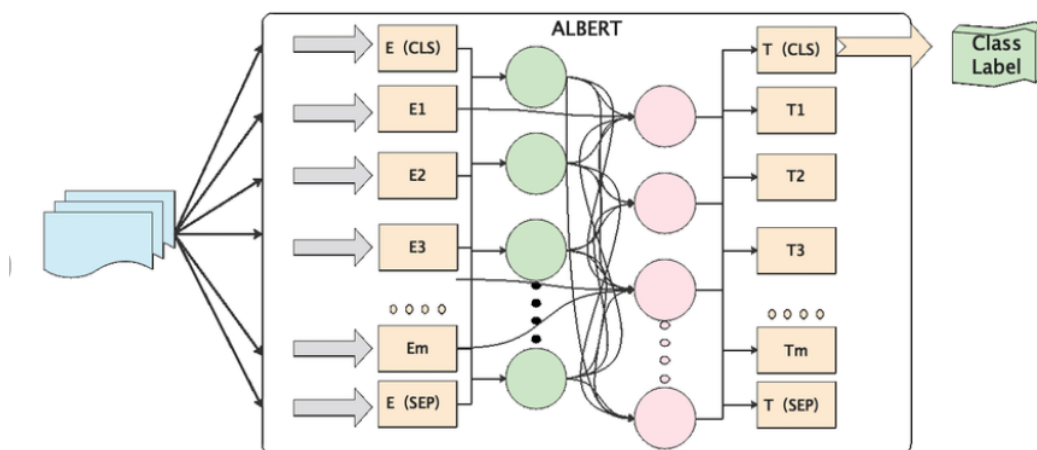 ALBERT
E (CLS)
E1
E2
E3
Em
E (SEP)
T (CLS)
T1
T2
T3
Tm
T (SEP)
Class
Label